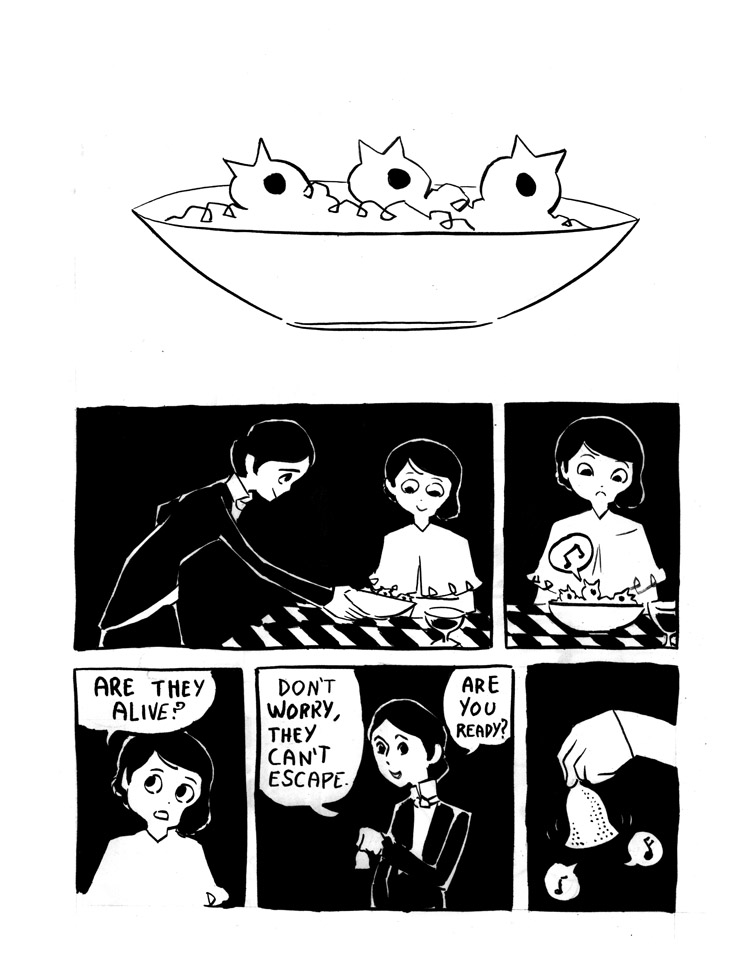 ARE THEY
ALIVE?
DON'T
WORRY,
THEY
CAN'T
ESCAPE.
ARE
YOU
READY?